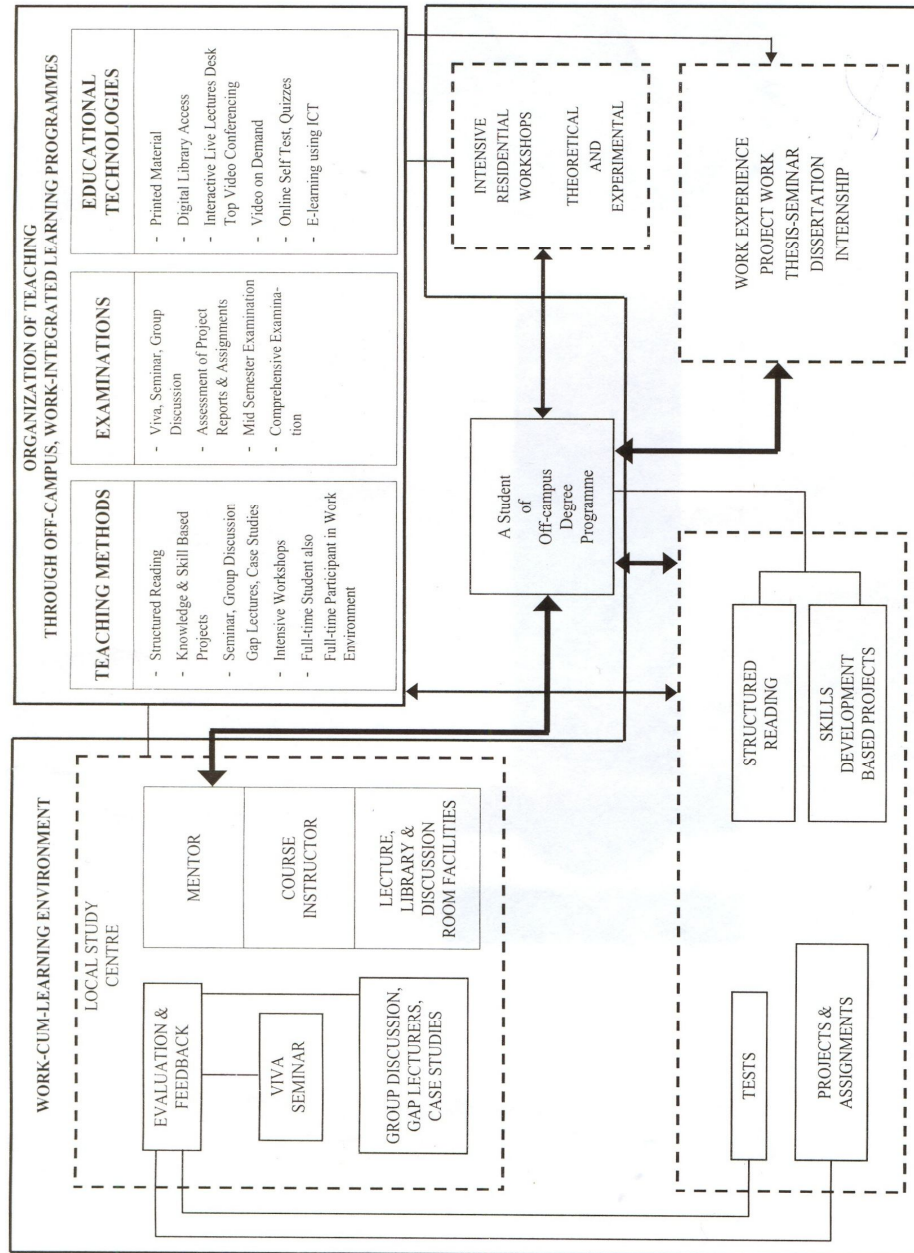 ORGANIZATION OF TEACHING
THROUGH OFF-CAMPUS, WORK-INTEGRATED LEARNING PROGRAMMES
TEACHING METHODS
- Structured Reading
- Knowledge & Skill Based
Projects
- Seminar, Group Discussion
Gap Lectures, Case Studies
- Intensive Workshops
- Full-time Student also
Full-time Participant in Work
Environment
EXAMINATIONS
- Viva, Seminar, Group
Discussion
- Assessment of Project
Reports & Assignments
- Mid Semester Examination
- Comprehensive Examina-
tion
EDUCATIONAL
TECHNOLOGIES
- Printed Material
- Digital Library Access
- Interactive Live Lectures Desk
Top Video Conferencing
- Video on Demand
- Online Self Test, Quizzes
- E-learning using ICT
WORK-CUM-LEARNING ENVIRONMENT
LOCAL STUDY
CENTRE
EVALUATION &
FEEDBACK
VIVA
SEMINAR
GROUP DISCUSSION,
GAP LECTURERS,
CASE STUDIES
MENTOR
COURSE
INSTRUCTOR
LECTURE,
LIBRARY &
DISCUSSION
ROOM FACILITIES
A Student
of
Off-campus
Degree
Programme
INTENSIVE
RESIDENTIAL
WORKSHOPS
THEORETICAL
AND
EXPERIMENTAL
TESTS
PROJECTS &
ASSIGNMENTS
STRUCTURED
READING
SKILLS
DEVELOPMENT
BASED PROJECTS
WORK EXPERIENCE
PROJECT WORK
THESIS-SEMINAR
DISSERTATION
INTERNSHIP